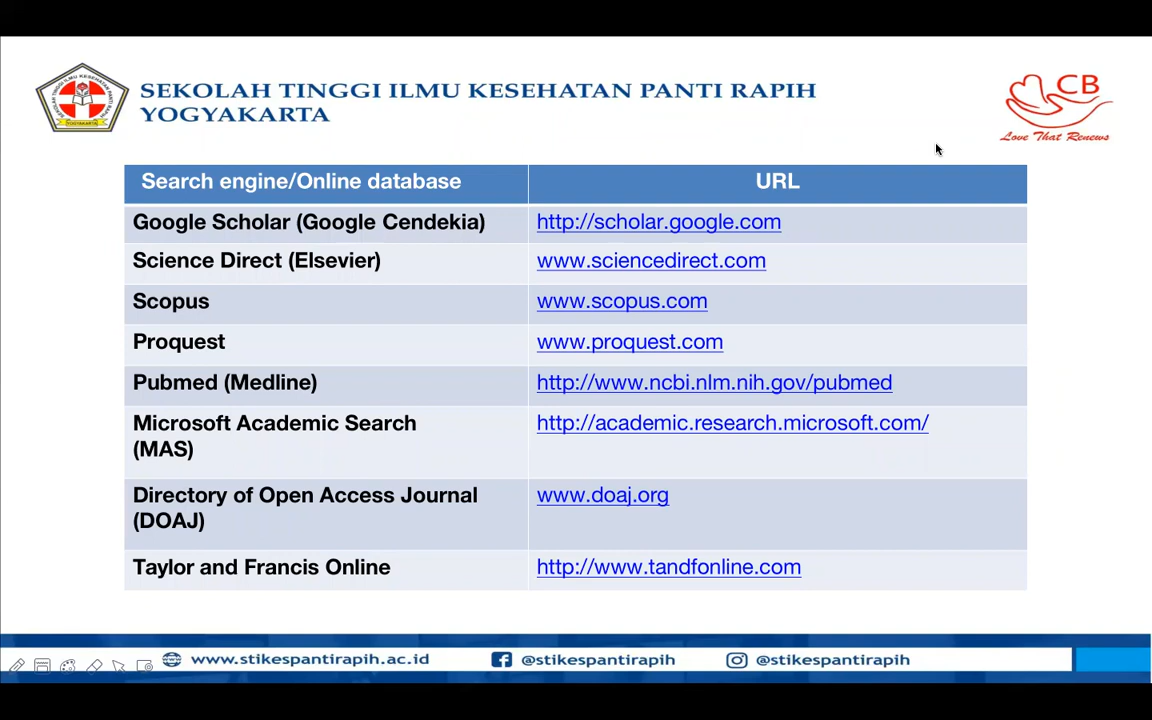 SEKOLAH TINGGI ILMU KESEHATAN PANTI RAPIH
YOGYAKARTA
CB
Love That Renews
Search engine/Online database URL
Google Scholar (Google Cendekia) http://scholar.google.com
Science Direct (Elsevier) www.sciencedirect.com
Scopus www.scopus.com
Proquest www.proquest.com
Pubmed (Medline) http://www.ncbi.nlm.nih.gov/pubmed
Microsoft Academic Search http://academic.research.microsoft.com/
(MAS)
Directory of Open Access Journal www.doaj.org
(DOAJ)
Taylor and Francis Online http://www.tandfonline.com
www.stikespantirapih.ac.id @stikespantirapih @stikespantirapih